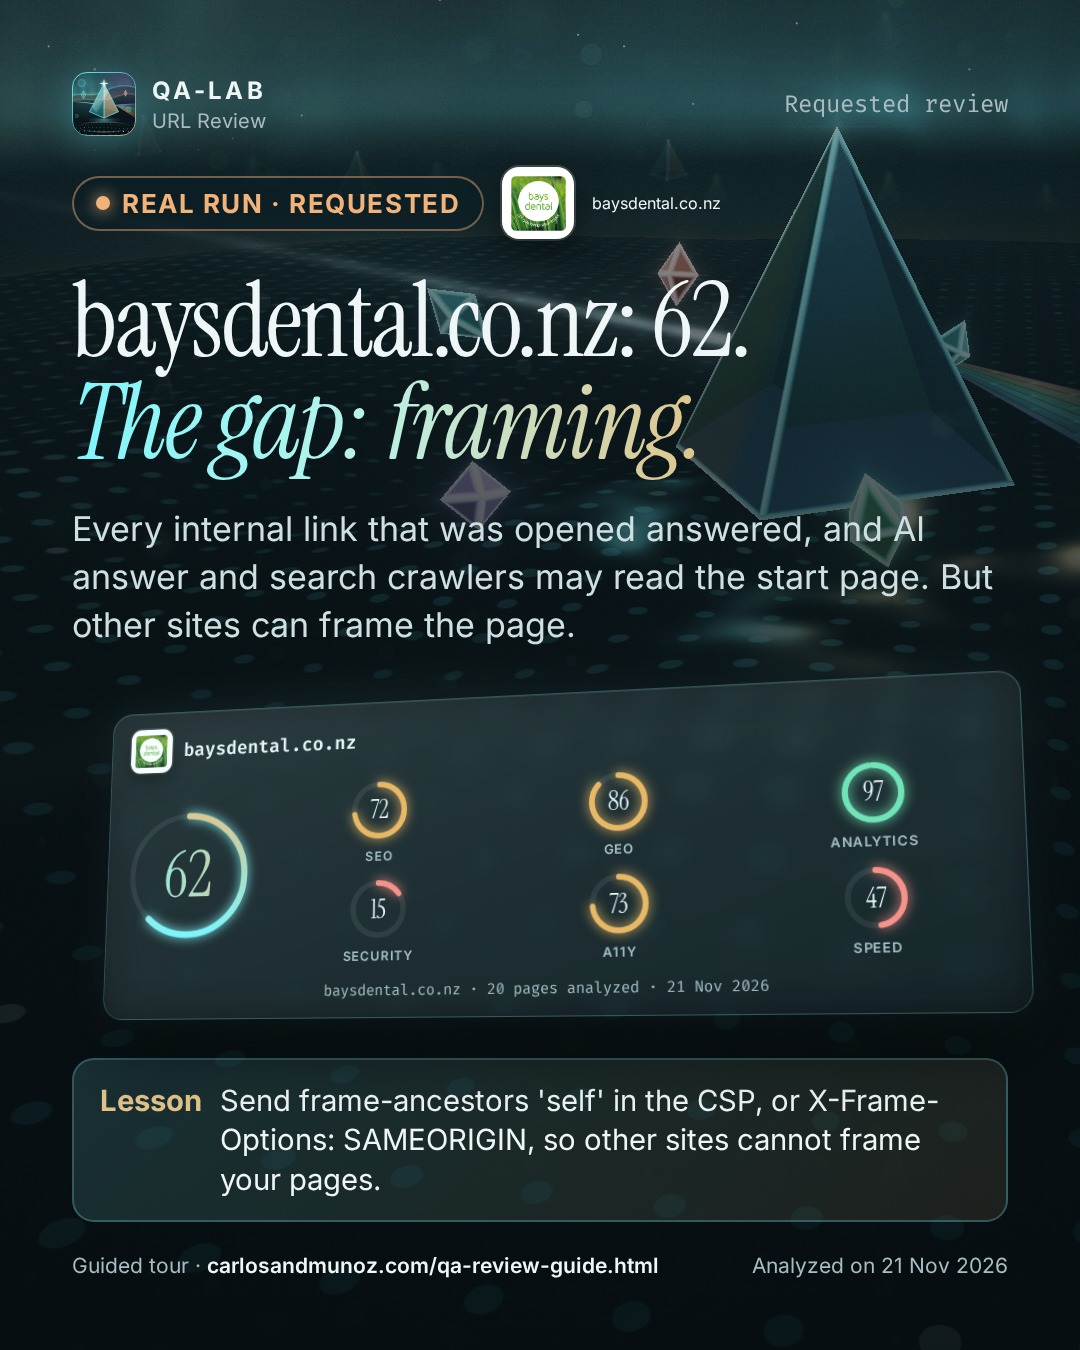 QA-LAB
URL Review
Requested review
REAL RUN · REQUESTED
bays
dental
baysdental.co.nz
baysdental.co.nz: 62.
The gap: framing.
Every internal link that was opened answered, and AI
answer and search crawlers may read the start page. But
other sites can frame the page.
bays
dental
baysdental.co.nz
62
72
SEO
86
GEO
97
ANALYTICS
15
SECURITY
73
A11Y
47
SPEED
baysdental.co.nz · 20 pages analyzed · 21 Nov 2026
Lesson
Send frame-ancestors 'self' in the CSP, or X-Frame-
Options: SAMEORIGIN, so other sites cannot frame
your pages.
Guided tour · carlosandmunoz.com/qa-review-guide.html
Analyzed on 21 Nov 2026